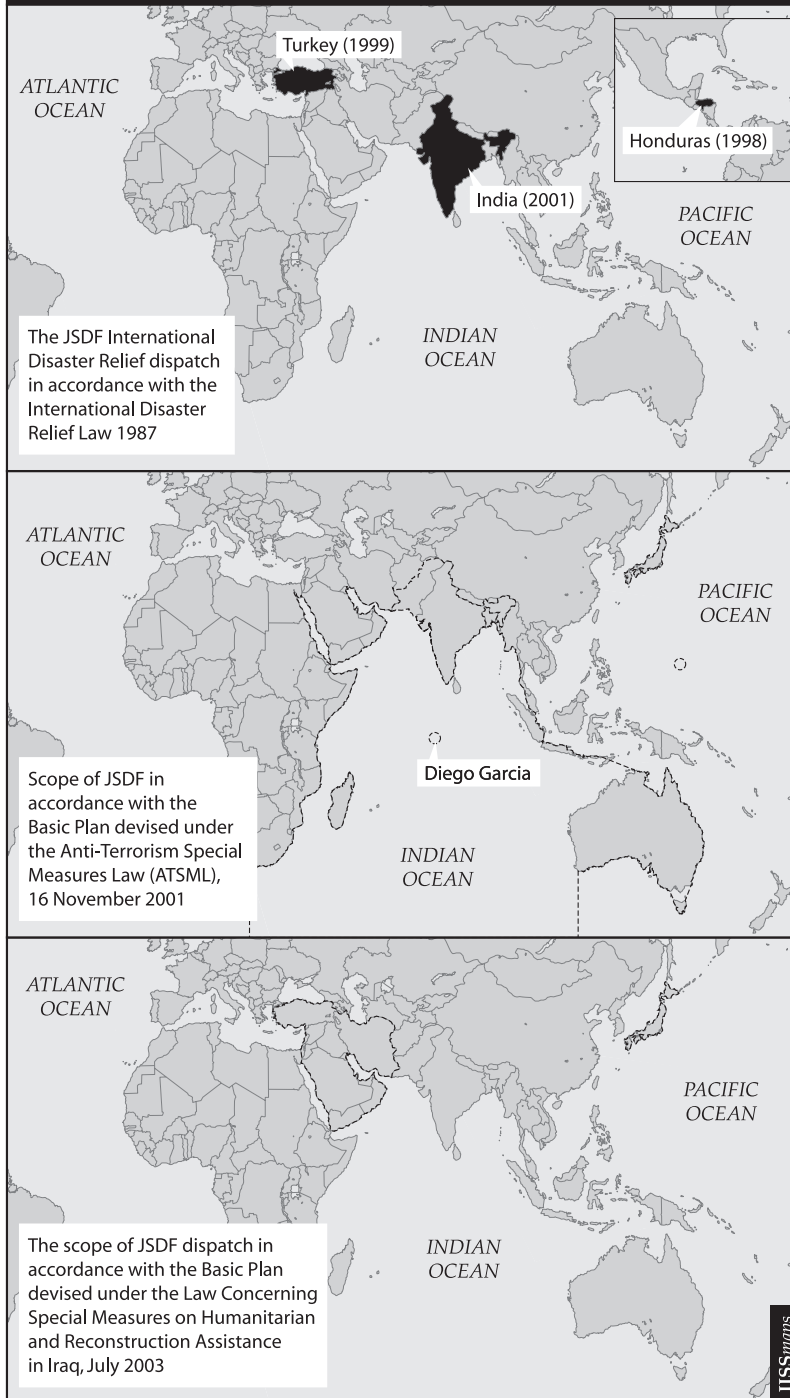 Turkey (1999)
ATLANTIC
OCEAN
Honduras (1998)
India (2001)
PACIFIC
OCEAN
INDIAN
OCEAN
The JSDF International
Disaster Relief dispatch
in accordance with the
International Disaster
Relief Law 1987
ATLANTIC
OCEAN
PACIFIC
OCEAN
Diego Garcia
INDIAN
OCEAN
Scope of JSDF in
accordance with the
Basic Plan devised under
the Anti-Terrorism Special
Measures Law (ATSML),
16 November 2001
ATLANTIC
OCEAN
PACIFIC
OCEAN
INDIAN
OCEAN
The scope of JSDF dispatch in
accordance with the Basic Plan
devised under the Law Concerning
Special Measures on Humanitarian
and Reconstruction Assistance
in Iraq, July 2003
IISSmaps